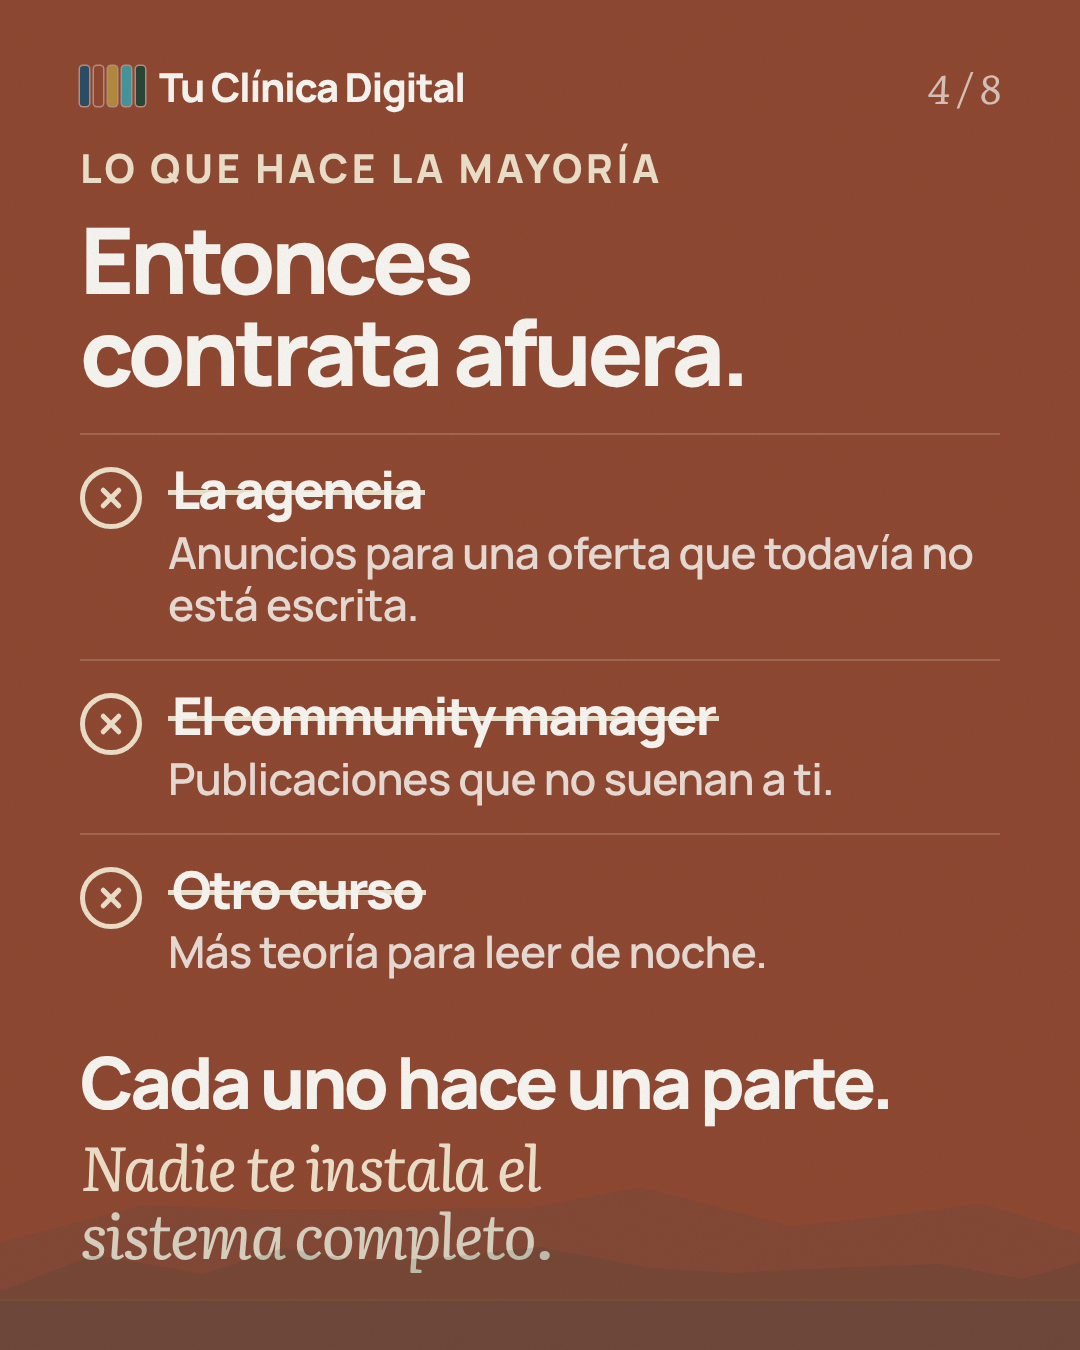 Tu Clínica Digital
4 / 8
LO QUE HACE LA MAYORÍA
Entonces
contrata afuera.
La agencia
Anuncios para una oferta que todavía no
está escrita.
El community manager
Publicaciones que no suenan a ti.
Otro curso
Más teoría para leer de noche.
Cada uno hace una parte.
Nadie te instala el
sistema completo.